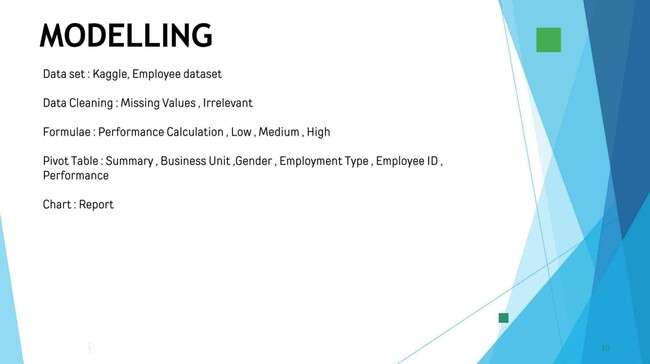 MODELLING
Data set : Kaggle, Employee dataset
Data Cleaning : Missing Values , Irrelevant
Formulae : Performance Calculation , Low , Medium , High
Pivot Table : Summary , Business Unit ,Gender , Employment Type , Employee ID ,
Performance
Chart : Report
10